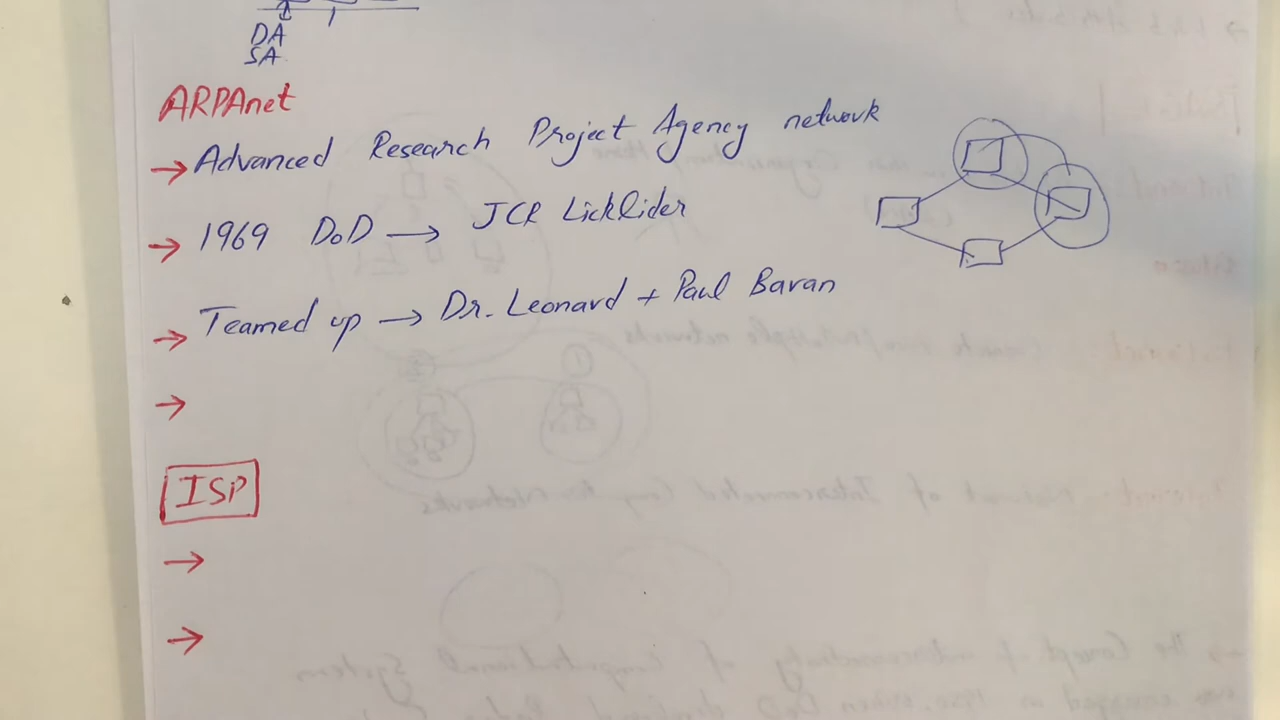 DA
SA
ARPAnet
→ Advanced Research Project Agency network
→ 1969 DoD → JCR Licklider
→ Teamed up → Dr. Leonard + Paul Baran
→
ISP
→
→